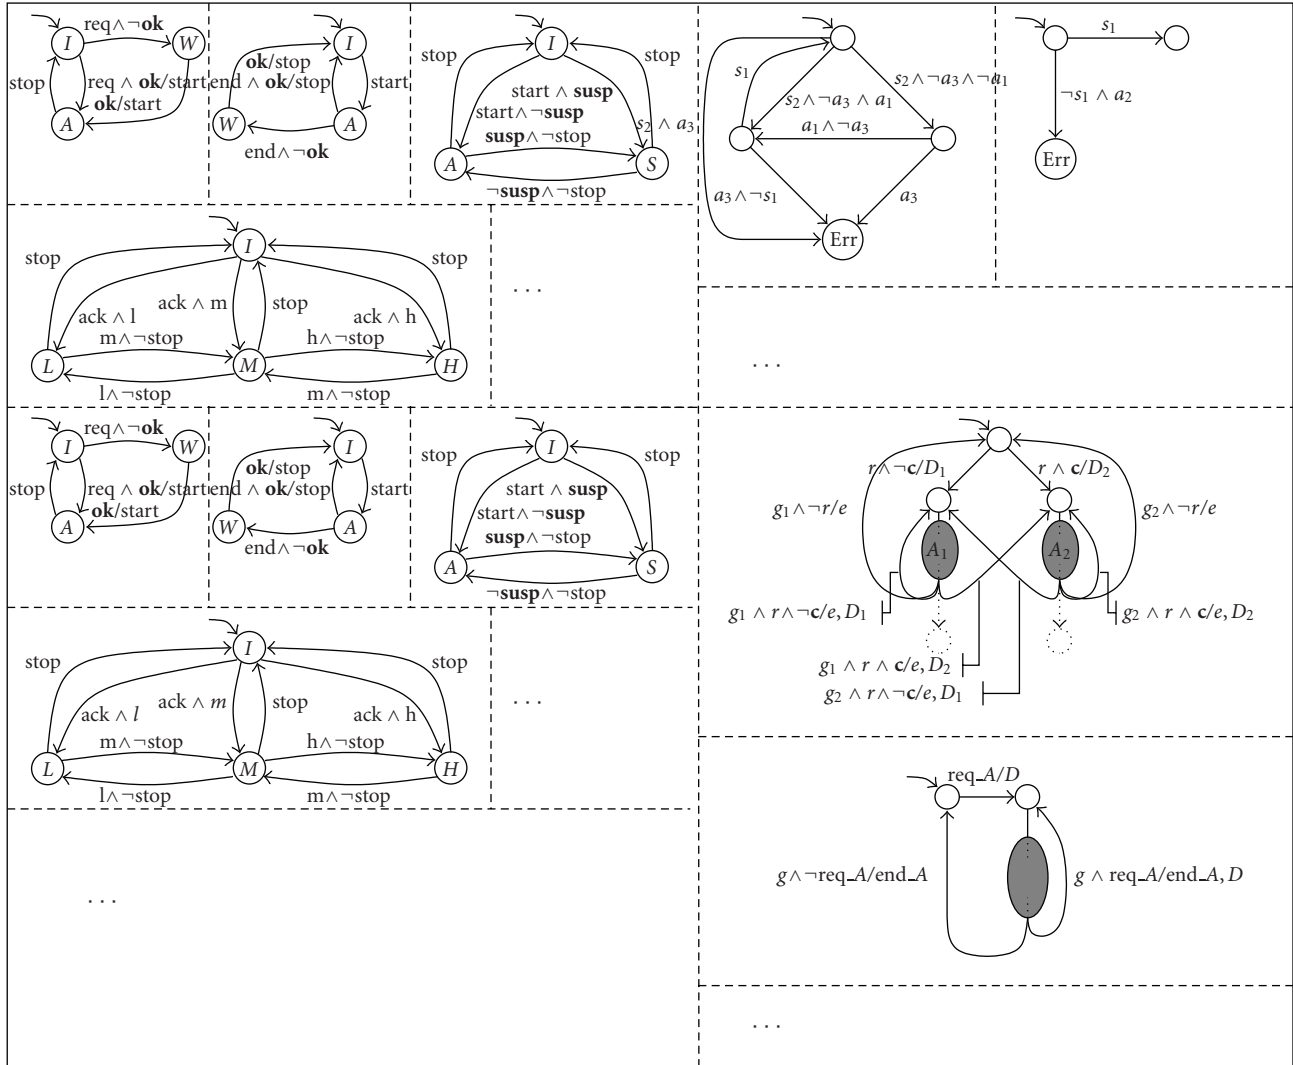 I
req∧¬ok
W
stop
req ∧ ok/start
ok/start
A
I
ok/stop
end ∧ ok/stop
start
W
A
end∧¬ok
I
stop
stop
start ∧ susp
start∧¬susp
susp∧¬stop
s2 ∧ a3
A
S
¬susp∧¬stop
s1
s2 ∧¬a3 ∧¬a1
s2 ∧¬a3 ∧ a1
a1 ∧¬a3
a3 ∧¬s1
a3
Err
s1
¬s1 ∧ a2
Err
I
stop
stop
ack ∧ m
stop
ack ∧ l
ack ∧ h
m∧¬stop
h∧¬stop
L
M
H
l∧¬stop
m∧¬stop
. . .
. . .
I
req∧¬ok
W
stop
req ∧ ok/start
ok/start
A
I
ok/stop
end ∧ ok/stop
start
W
A
end∧¬ok
I
stop
stop
start ∧ susp
start∧¬susp
susp∧¬stop
A
S
¬susp∧¬stop
r∧¬c/D1
r ∧ c/D2
g1 ∧¬r/e
g2 ∧¬r/e
A1
A2
g1 ∧ r ∧¬c/e, D1
g2 ∧ r ∧ c/e, D2
g1 ∧ r ∧ c/e, D2
g2 ∧ r ∧¬c/e, D1
I
stop
stop
ack ∧ m
stop
ack ∧ l
ack ∧ h
m∧¬stop
h∧¬stop
L
M
H
l∧¬stop
m∧¬stop
. . .
req_A/D
g∧¬req_A/end_A
g ∧ req_A/end_A, D
. . .
. . .